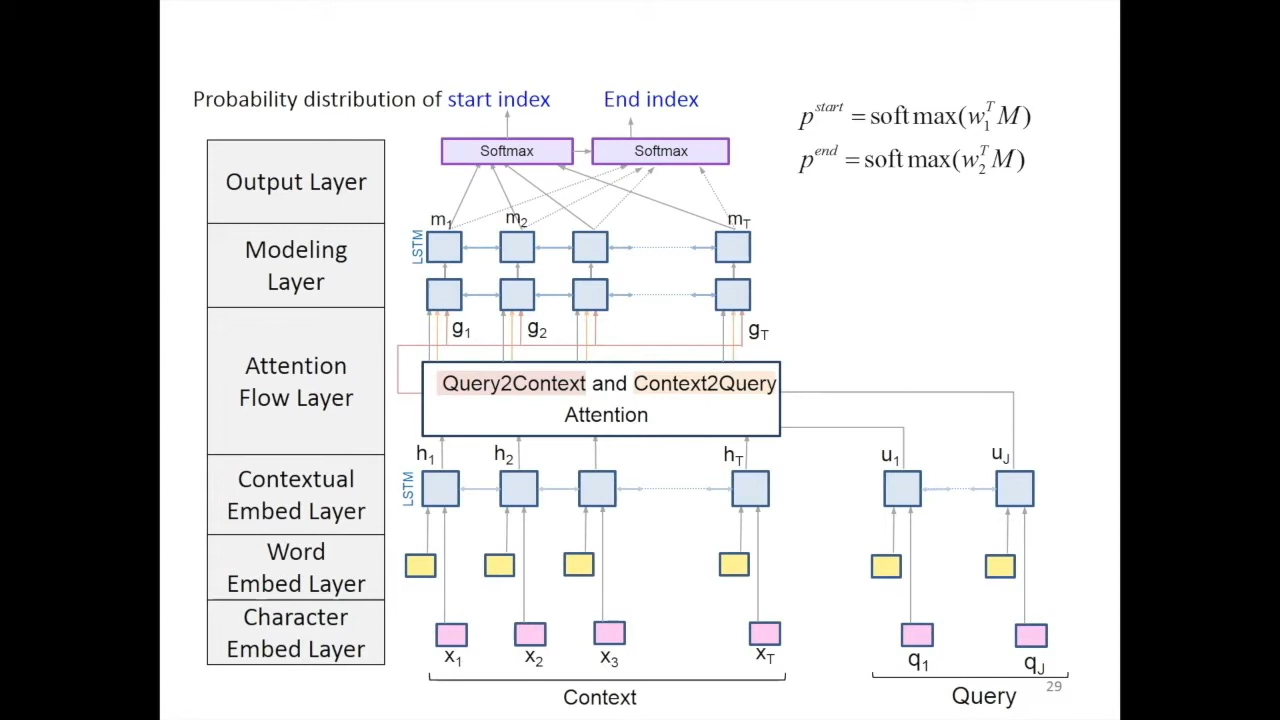 Probability distribution of start index
End index
p^{start} = softmax(w_1^T M)
p^{end} = softmax(w_2^T M)
Softmax
Softmax
Output Layer
m_1
m_2
m_T
LSTM
Modeling
Layer
g_1
g_2
g_T
Attention
Flow Layer
Query2Context and Context2Query
Attention
h_1
h_2
h_T
u_1
u_J
LSTM
Contextual
Embed Layer
Word
Embed Layer
Character
Embed Layer
x_1
x_2
x_3
x_T
q_1
q_J
Context
Query
29